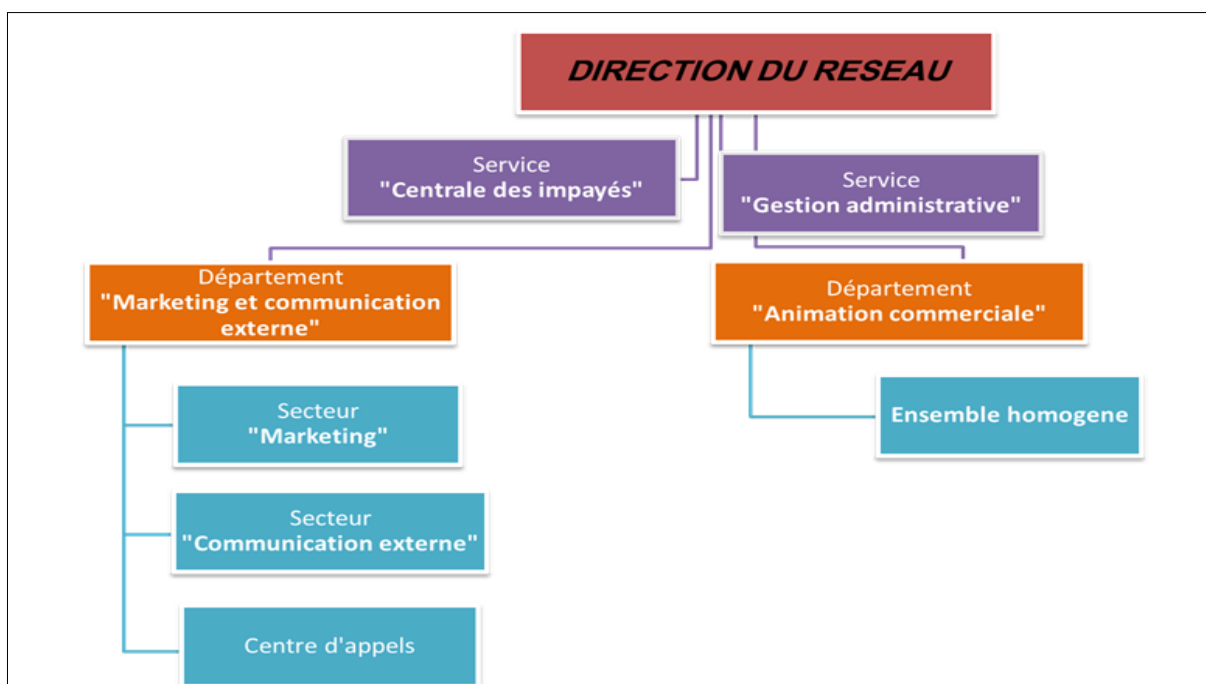 DIRECTION DU RESEAU
Service
"Centrale des impayés"
Service
"Gestion administrative"
Département
"Marketing et communication
externe"
Département
"Animation commerciale"
Secteur
"Marketing"
Ensemble homogene
Secteur
"Communication externe"
Centre d'appels